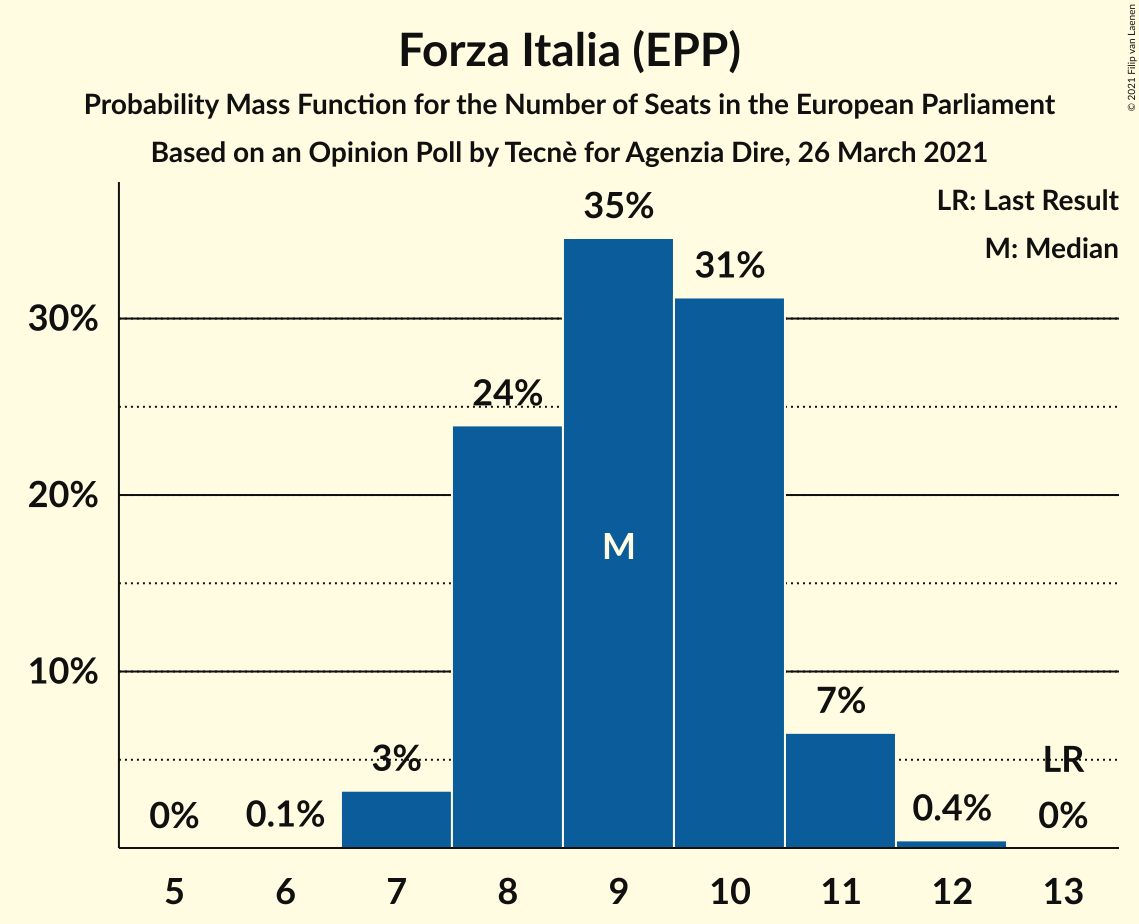 Forza Italia (EPP)
Probability Mass Function for the Number of Seats in the European Parliament
Based on an Opinion Poll by Tecnè for Agenzia Dire, 26 March 2021
© 2021 Filip van Laenen
LR: Last Result
M: Median
35%
31%
30%
24%
20%
M
10%
7%
3%
LR
0%
0.1%
0.4%
0%
5 6 7 8 9 10 11 12 13